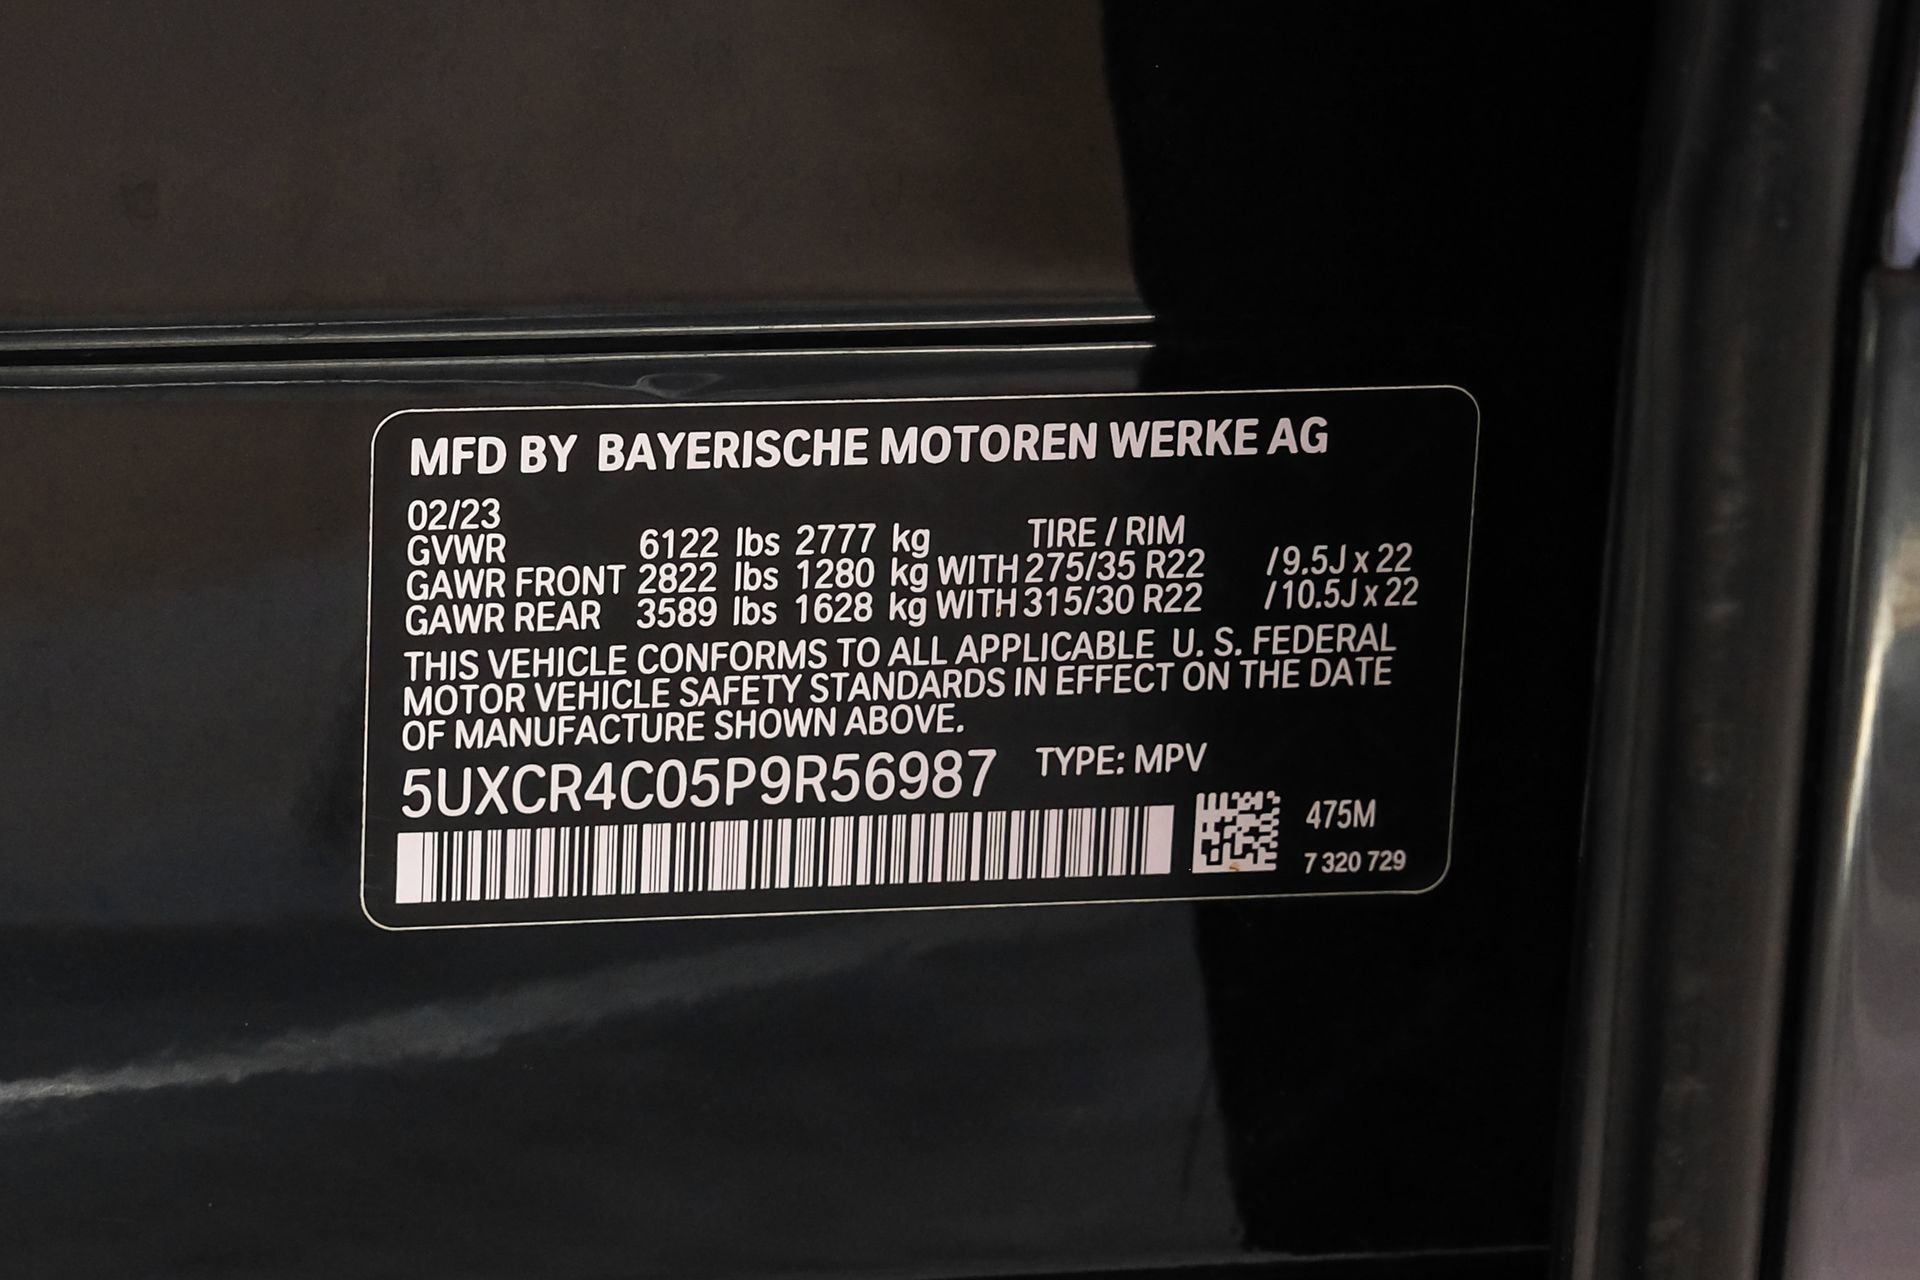 MFD BY BAYERISCHE MOTOREN WERKE AG
02/23
GVWR 6122 lbs 2777 kg TIRE / RIM
GAWR FRONT 2822 lbs 1280 kg WITH 275/35 R22 / 9.5J x 22
GAWR REAR 3589 lbs 1628 kg WITH 315/30 R22 / 10.5J x 22
THIS VEHICLE CONFORMS TO ALL APPLICABLE U. S. FEDERAL
MOTOR VEHICLE SAFETY STANDARDS IN EFFECT ON THE DATE
OF MANUFACTURE SHOWN ABOVE.
5UXCR4C05P9R56987 TYPE: MPV
475M
7 320 729